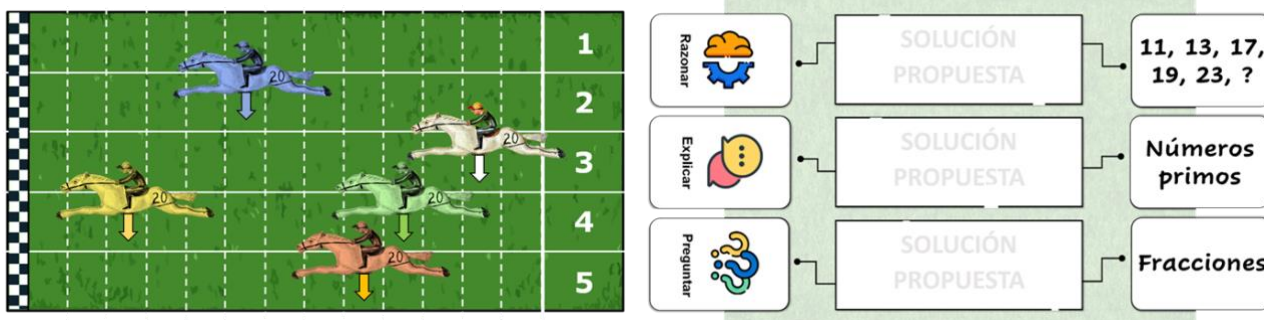 1
2
3
4
5
20
20
20
20
20
Razonar
SOLUCIÓN
PROPUESTA
11, 13, 17,
19, 23, ?
Explicar
SOLUCIÓN
PROPUESTA
Números
primos
Preguntar
SOLUCIÓN
PROPUESTA
Fracciones